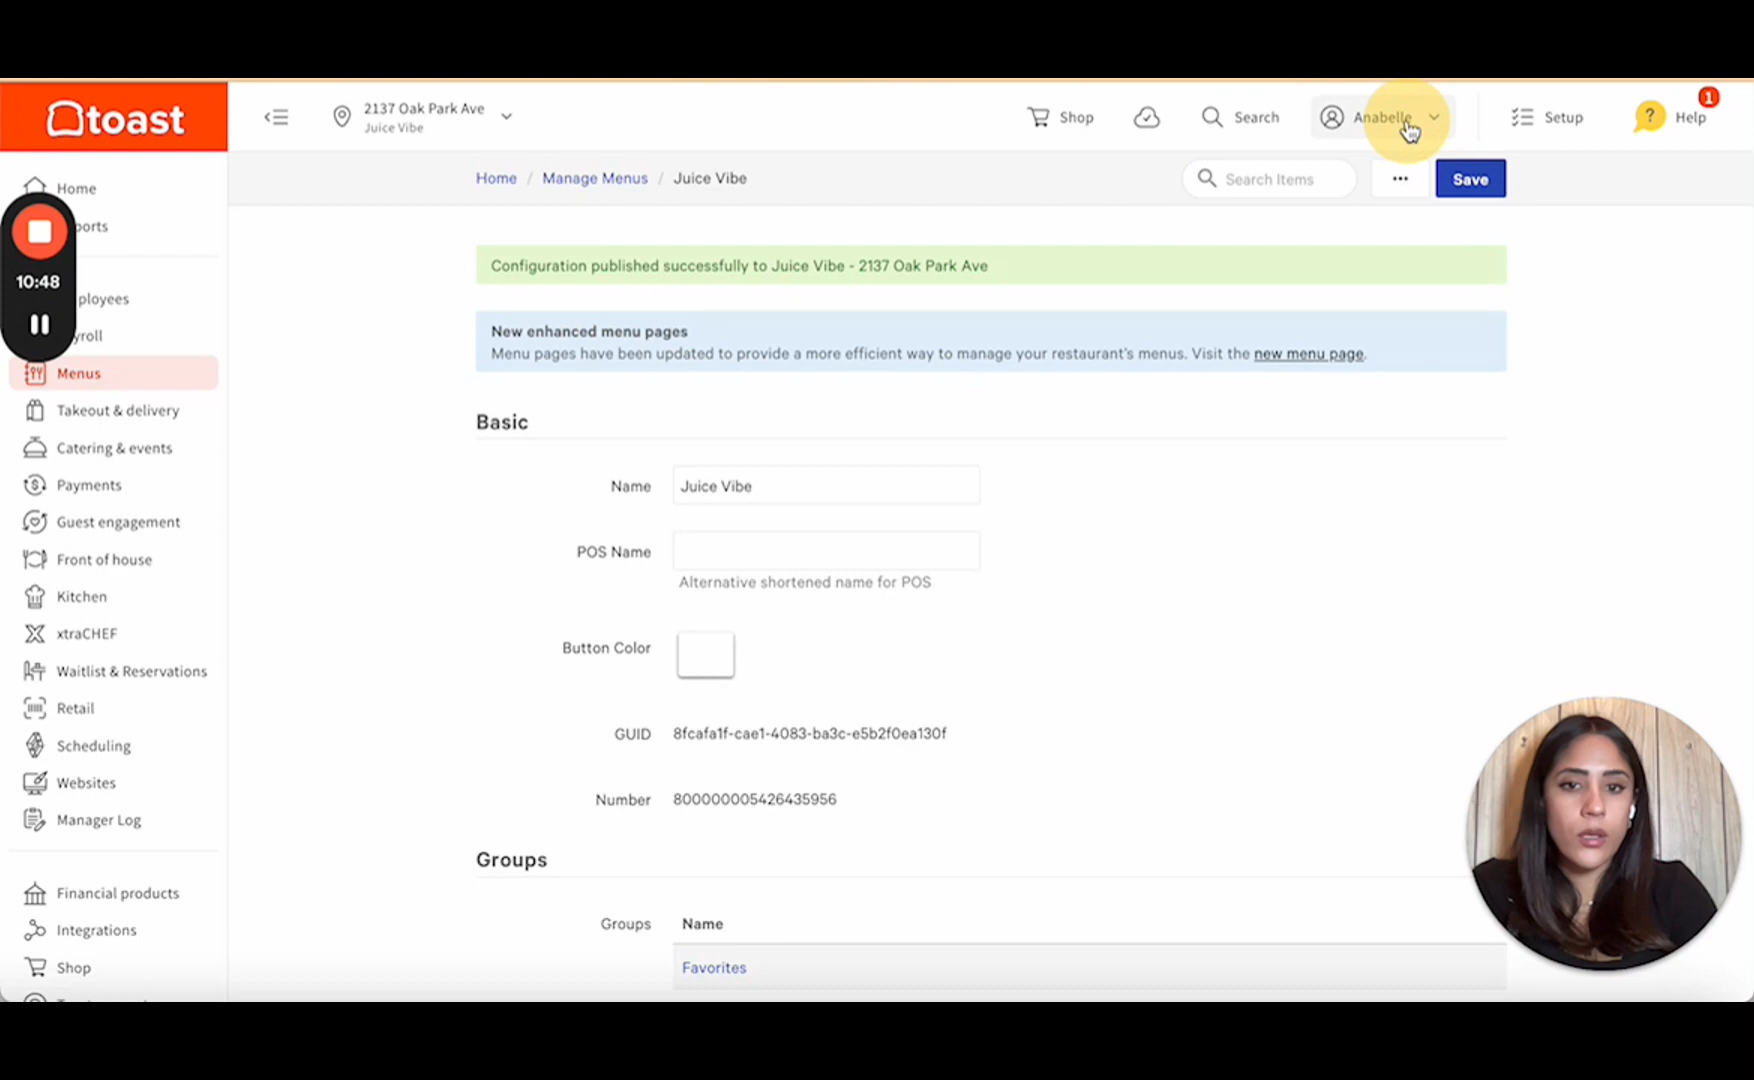 toast
2137 Oak Park Ave
Juice Vibe
Shop
Search
Anabelle
Setup
? Help
1
Home / Manage Menus / Juice Vibe
Search Items
...
Save
Home
ports
10:48
ployees
yroll
Menus
Takeout & delivery
Catering & events
Payments
Guest engagement
Front of house
Kitchen
xtraCHEF
Waitlist & Reservations
Retail
Scheduling
Websites
Manager Log
Financial products
Integrations
Shop
Configuration published successfully to Juice Vibe - 2137 Oak Park Ave
New enhanced menu pages
Menu pages have been updated to provide a more efficient way to manage your restaurant's menus. Visit the new menu page.
Basic
Name Juice Vibe
POS Name
Alternative shortened name for POS
Button Color
GUID 8fcafa1f-cae1-4083-ba3c-e5b2f0ea130f
Number 800000005426435956
Groups
Groups Name
Favorites